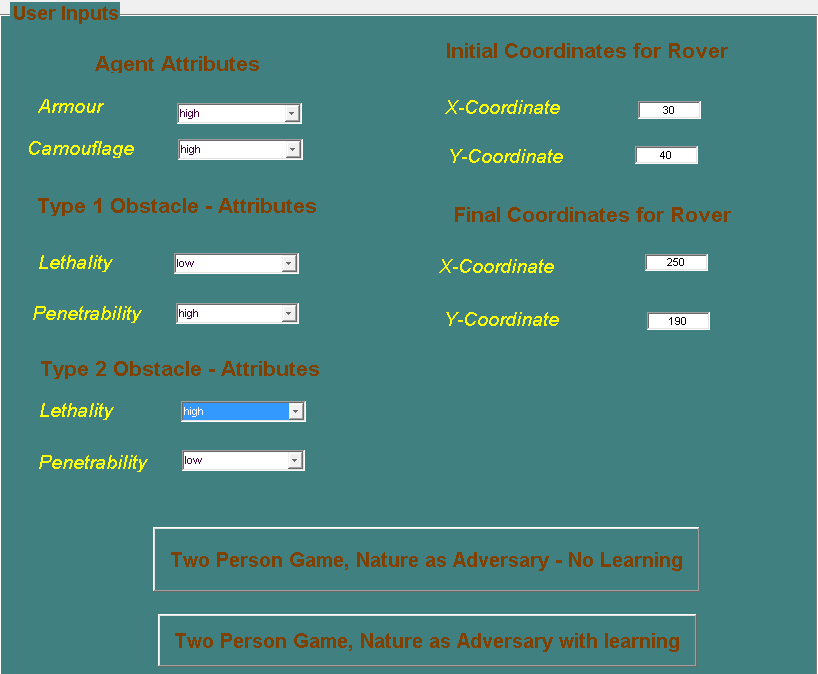 User Inputs
Agent Attributes
Armour high
Camouflage high
Type 1 Obstacle - Attributes
Lethality low
Penetrability high
Type 2 Obstacle - Attributes
Lethality high
Penetrability low
Initial Coordinates for Rover
X-Coordinate 30
Y-Coordinate 40
Final Coordinates for Rover
X-Coordinate 250
Y-Coordinate 190
Two Person Game, Nature as Adversary - No Learning
Two Person Game, Nature as Adversary with learning